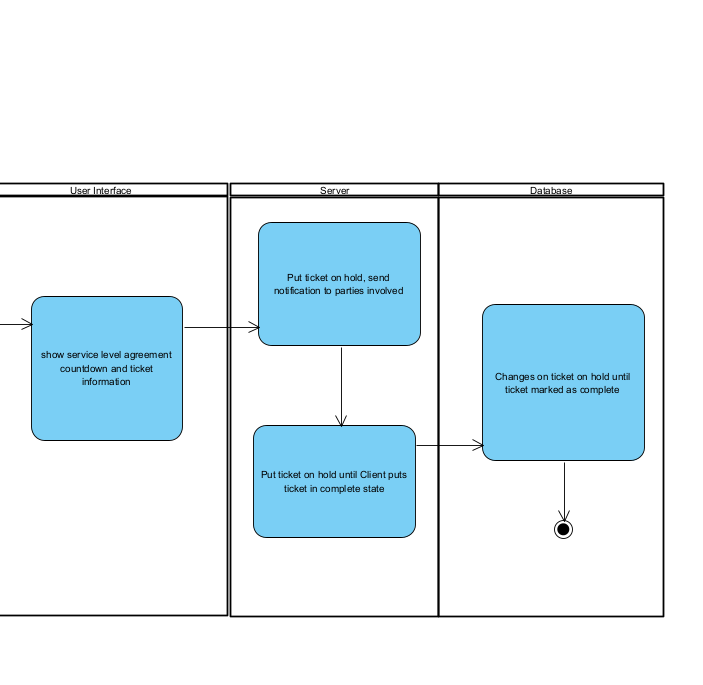 User Interface
Server
Database
show service level agreement
countdown and ticket
information
Put ticket on hold, send
notification to parties involved
Put ticket on hold until Client puts
ticket in complete state
Changes on ticket on hold until
ticket marked as complete